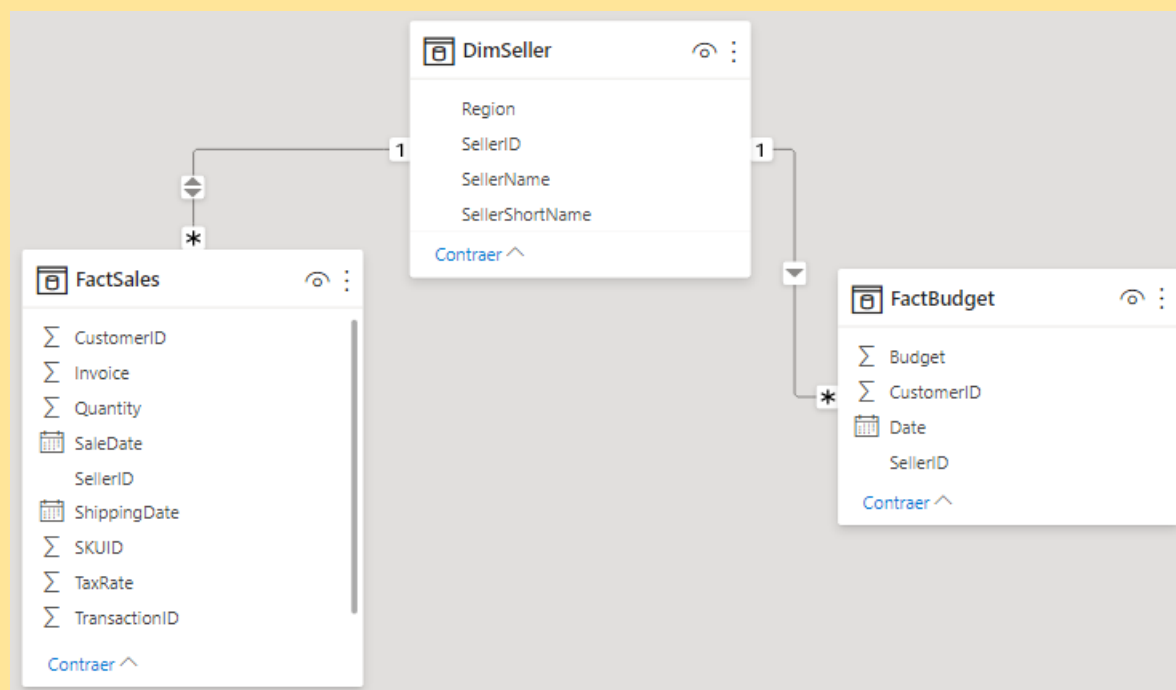 DimSeller
Region
SellerID
SellerName
SellerShortName
Contraer
1
1
*
*
FactSales
CustomerID
Invoice
Quantity
SaleDate
SellerID
ShippingDate
SKUID
TaxRate
TransactionID
Contraer
FactBudget
Budget
CustomerID
Date
SellerID
Contraer